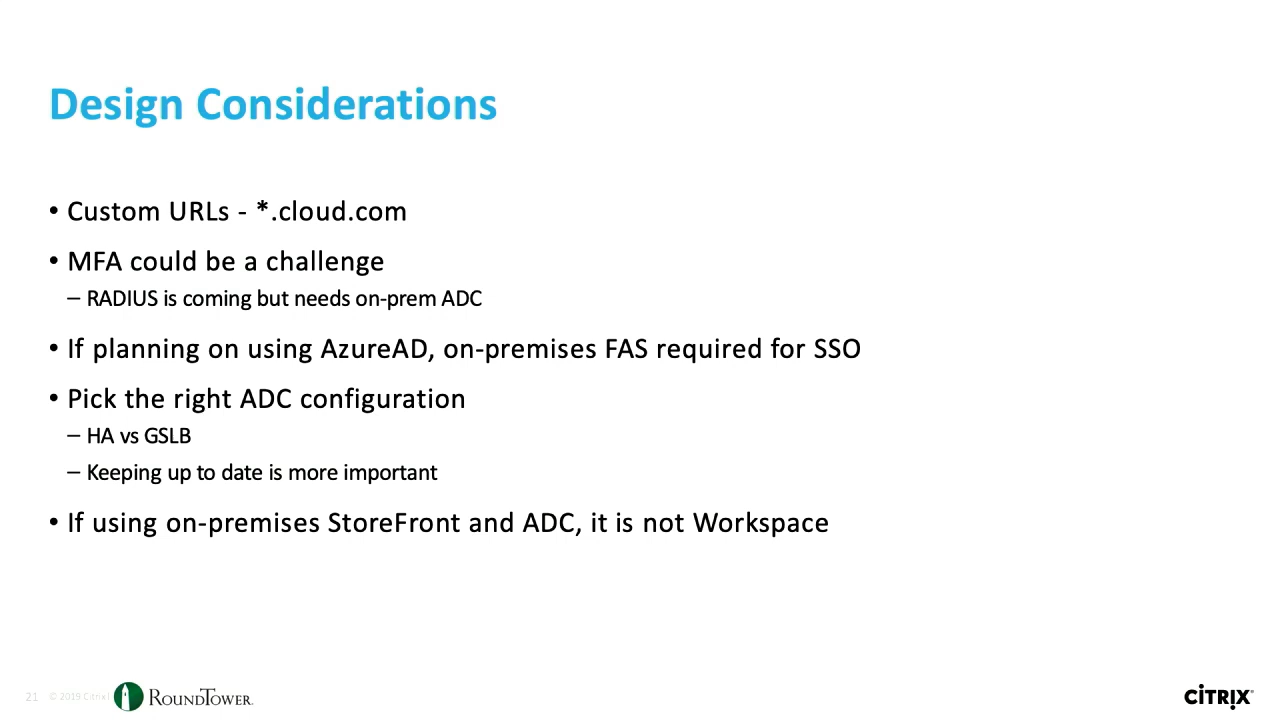 Design Considerations
• Custom URLs - *.cloud.com
• MFA could be a challenge
– RADIUS is coming but needs on-prem ADC
• If planning on using AzureAD, on-premises FAS required for SSO
• Pick the right ADC configuration
– HA vs GSLB
– Keeping up to date is more important
• If using on-premises StoreFront and ADC, it is not Workspace
21 © 2019 Citrix | ROUNDTOWER. CITRIX